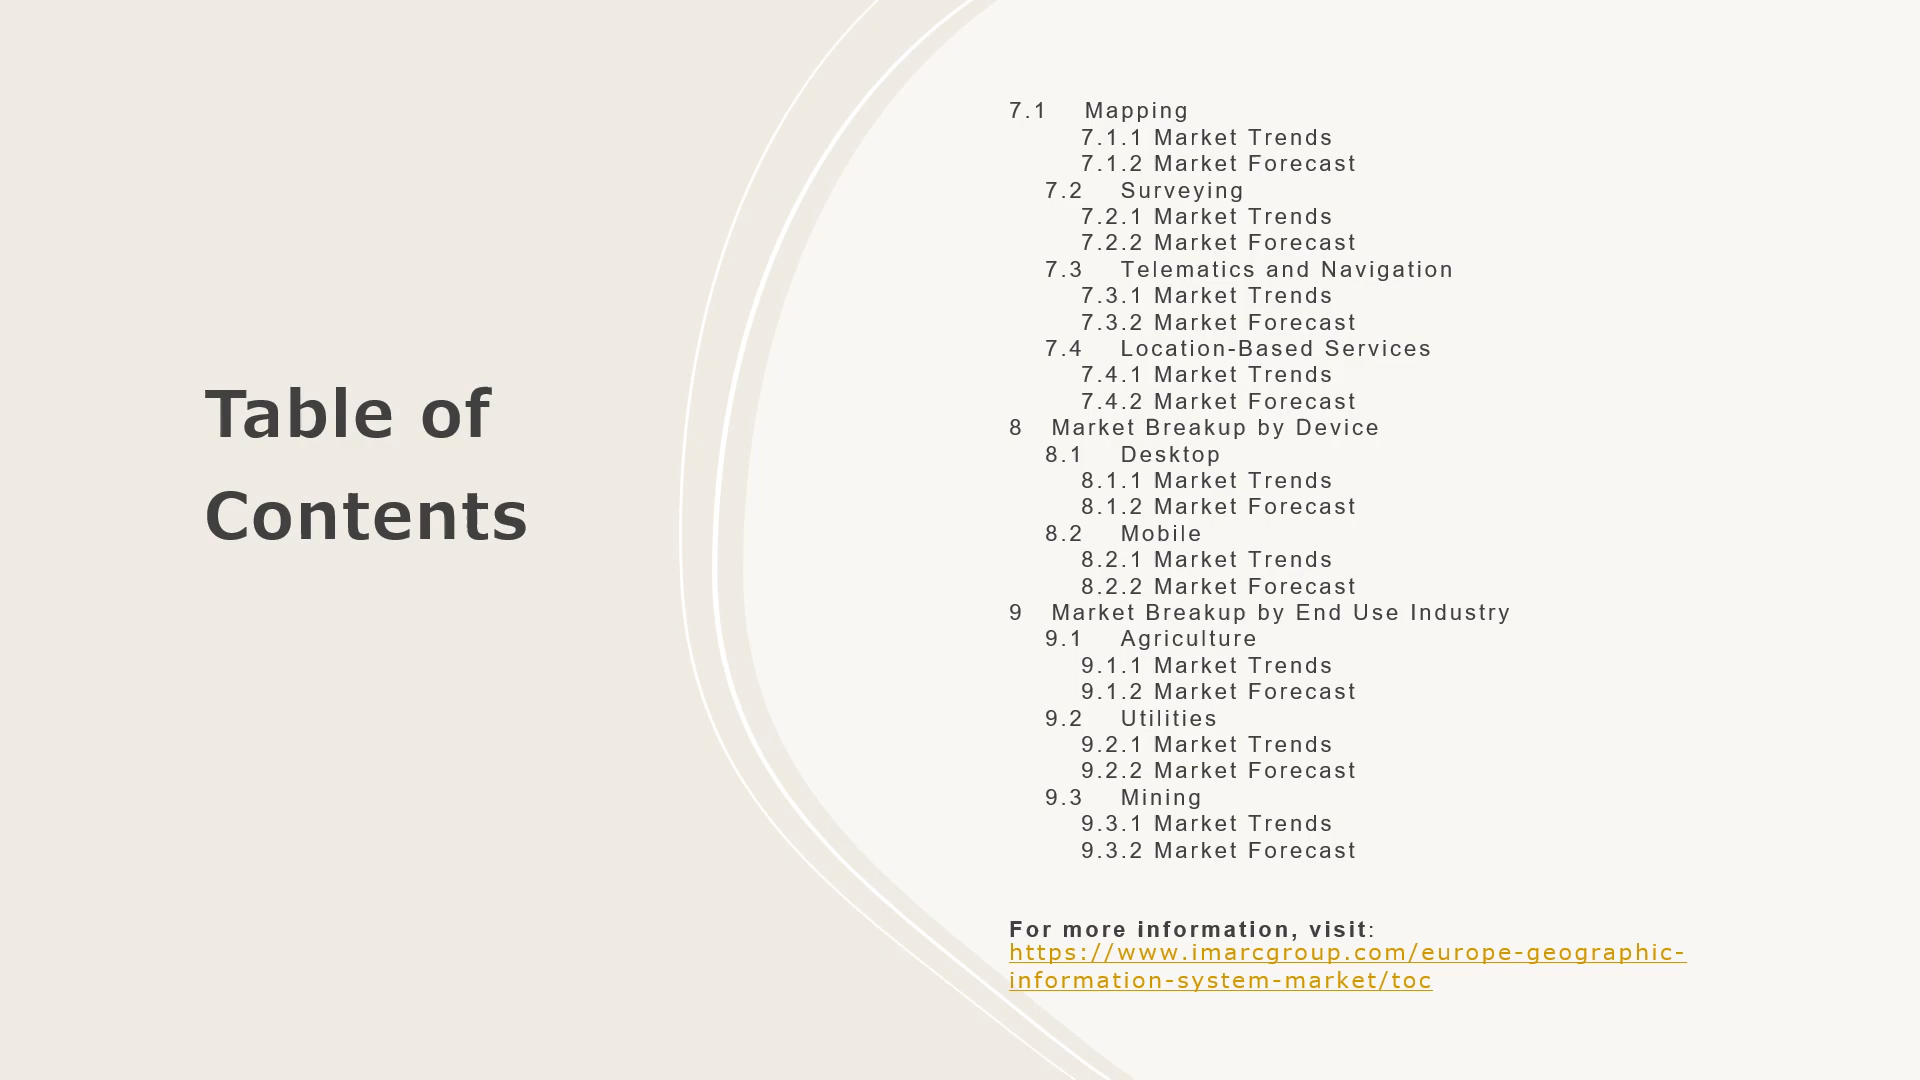 Table of
Contents
7.1 Mapping
7.1.1 Market Trends
7.1.2 Market Forecast
7.2 Surveying
7.2.1 Market Trends
7.2.2 Market Forecast
7.3 Telematics and Navigation
7.3.1 Market Trends
7.3.2 Market Forecast
7.4 Location-Based Services
7.4.1 Market Trends
7.4.2 Market Forecast
8 Market Breakup by Device
8.1 Desktop
8.1.1 Market Trends
8.1.2 Market Forecast
8.2 Mobile
8.2.1 Market Trends
8.2.2 Market Forecast
9 Market Breakup by End Use Industry
9.1 Agriculture
9.1.1 Market Trends
9.1.2 Market Forecast
9.2 Utilities
9.2.1 Market Trends
9.2.2 Market Forecast
9.3 Mining
9.3.1 Market Trends
9.3.2 Market Forecast
For more information, visit:
https://www.imarcgroup.com/europe-geographic-
information-system-market/toc